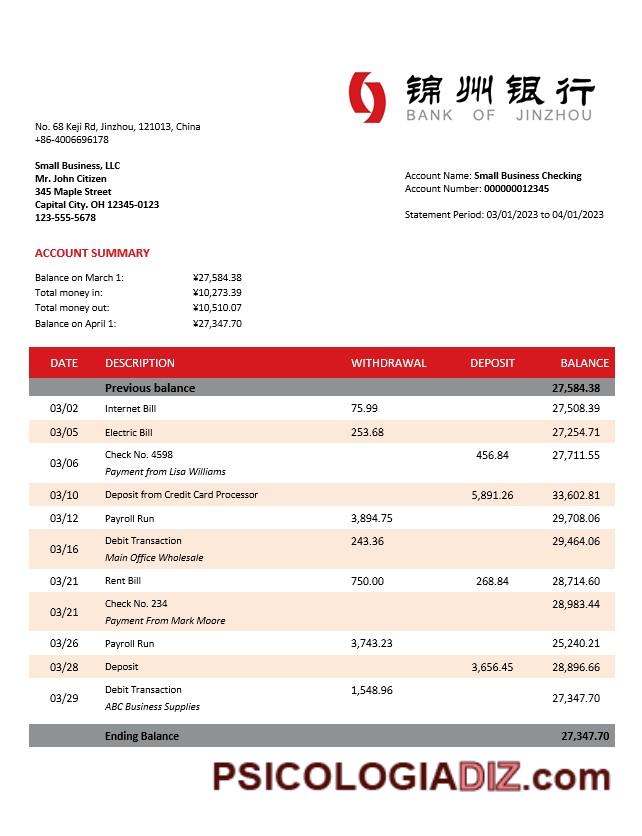 锦州银行
BANK OF JINZHOU
No. 68 Keji Rd, Jinzhou, 121013, China
+86-4006696178
Small Business, LLC
Mr. John Citizen
345 Maple Street
Capital City. OH 12345-0123
123-555-5678
Account Name: Small Business Checking
Account Number: 000000012345
Statement Period: 03/01/2023 to 04/01/2023
ACCOUNT SUMMARY
Balance on March 1: ¥27,584.38
Total money in: ¥10,273.39
Total money out: ¥10,510.07
Balance on April 1: ¥27,347.70
DATE DESCRIPTION WITHDRAWAL DEPOSIT BALANCE
Previous balance 27,584.38
03/02 Internet Bill 75.99 27,508.39
03/05 Electric Bill 253.68 27,254.71
03/06 Check No. 4598 456.84 27,711.55
Payment from Lisa Williams
03/10 Deposit from Credit Card Processor 5,891.26 33,602.81
03/12 Payroll Run 3,894.75 29,708.06
03/16 Debit Transaction 243.36 29,464.06
Main Office Wholesale
03/21 Rent Bill 750.00 268.84 28,714.60
03/21 Check No. 234 28,983.44
Payment From Mark Moore
03/26 Payroll Run 3,743.23 25,240.21
03/28 Deposit 3,656.45 28,896.66
03/29 Debit Transaction 1,548.96 27,347.70
ABC Business Supplies
Ending Balance 27,347.70
PSICOLOGIADIZ.com